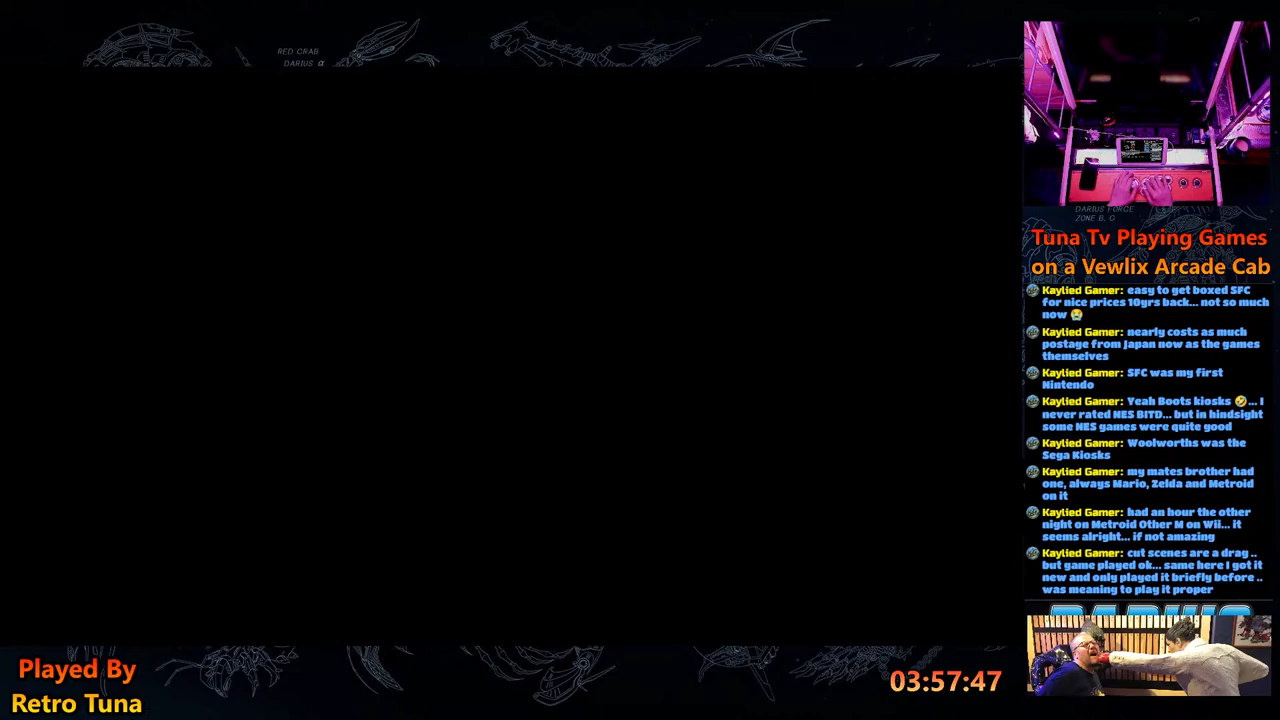 RED CRAB
DARIUS α
DARIUS FORCE
ZONE B, G
Tuna Tv Playing Games
on a Vewlix Arcade Cab
Kaylied Gamer: easy to get boxed SFC
for nice prices 10yrs back... not so much
now 😭
Kaylied Gamer: nearly costs as much
postage from Japan now as the games
themselves
Kaylied Gamer: SFC was my first
Nintendo
Kaylied Gamer: Yeah Boots kiosks 🤣... I
never rated NES BITD... but in hindsight
some NES games were quite good
Kaylied Gamer: Woolworths was the
Sega Kiosks
Kaylied Gamer: my mates brother had
one, always Mario, Zelda and Metroid
on it
Kaylied Gamer: had an hour the other
night on Metroid Other M on Wii... it
seems alright... if not amazing
Kaylied Gamer: cut scenes are a drag ..
but game played ok... same here I got it
new and only played it briefly before ..
was meaning to play it proper
Played By
Retro Tuna
03:57:47